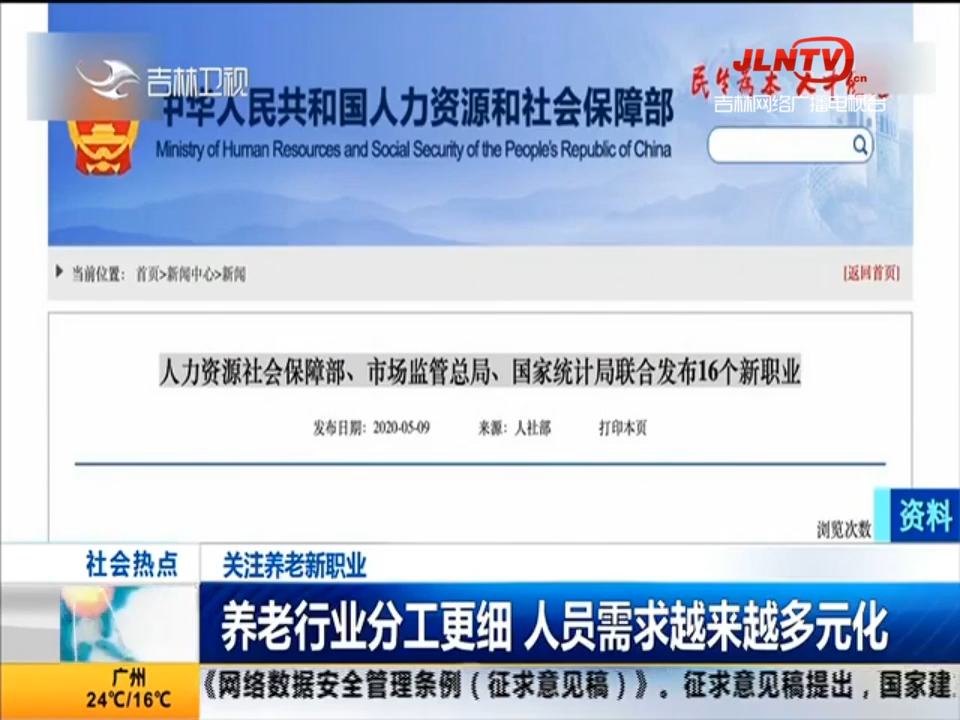 吉林卫视
JLNTV.cn
吉林网络广播电视台
中华人民共和国人力资源和社会保障部
Ministry of Human Resources and Social Security of the People's Republic of China
当前位置: 首页>新闻中心>新闻
[返回首页]
人力资源社会保障部、市场监管总局、国家统计局联合发布16个新职业
发布日期: 2020-05-09 来源: 人社部 打印本页
浏览次数
资料
社会热点
关注养老新职业
养老行业分工更细 人员需求越来越多元化
广州
24℃/16℃
《网络数据安全管理条例（征求意见稿）》。征求意见稿提出，国家建